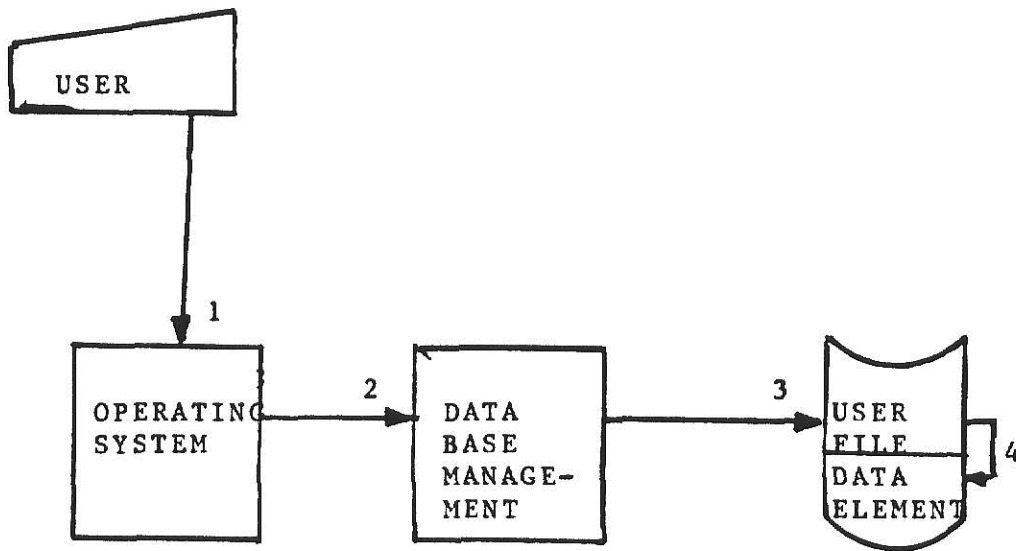 USER
1
OPERATING
SYSTEM
2
DATA
BASE
MANAGE-
MENT
3
USER
FILE
DATA
ELEMENT
4